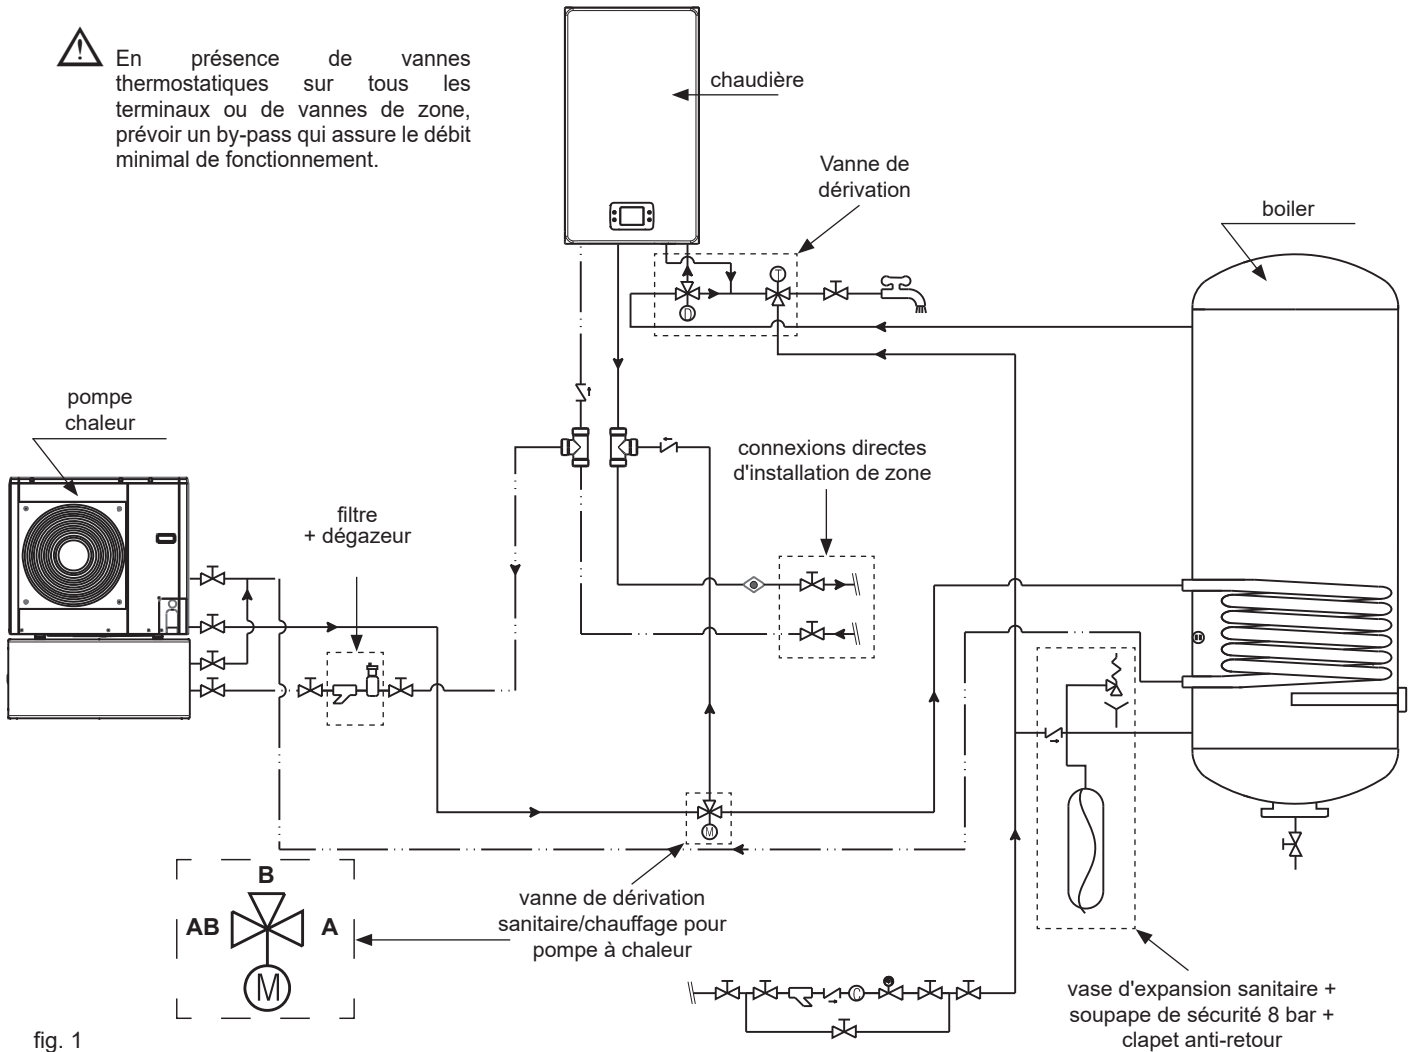 En présence de vannes
thermostatiques sur tous les
terminaux ou de vannes de zone,
prévoir un by-pass qui assure le débit
minimal de fonctionnement.
chaudière
Vanne de
dérivation
boiler
T
D
pompe
chaleur
filtre
+ dégazeur
connexions directes
d'installation de zone
M
vanne de dérivation
sanitaire/chauffage pour
pompe à chaleur
B
AB
A
M
C
vase d'expansion sanitaire +
soupape de sécurité 8 bar +
clapet anti-retour
fig. 1